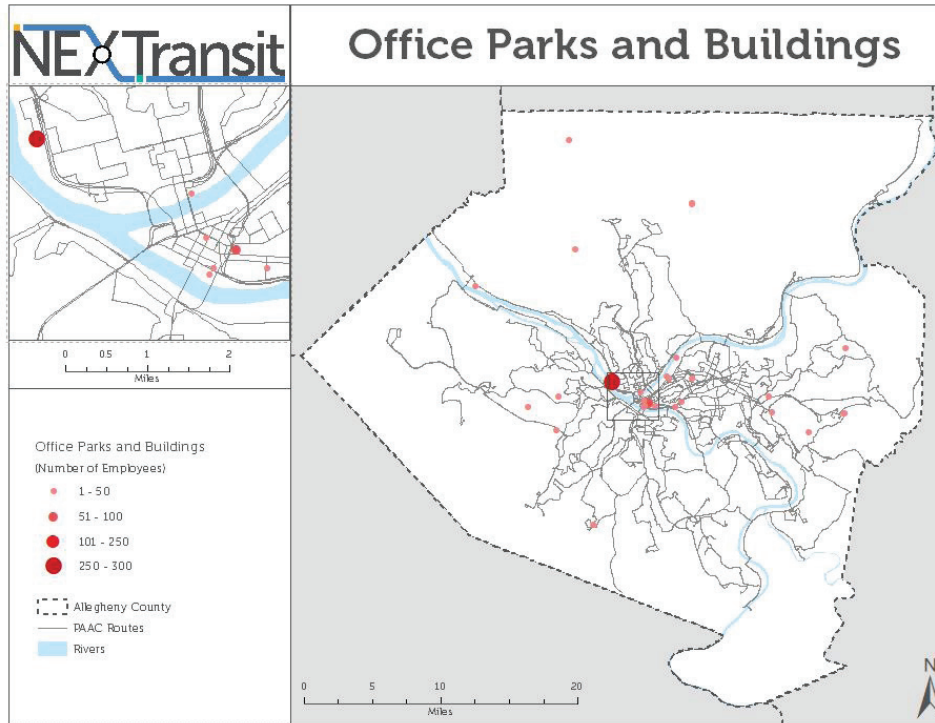 NEXTransit
Office Parks and Buildings
0 0.5 1 2
Miles
Office Parks and Buildings
(Number of Employees)
1 - 50
51 - 100
101 - 250
250 - 300
Allegheny County
PAAC Routes
Rivers
0 5 10 20
Miles
N